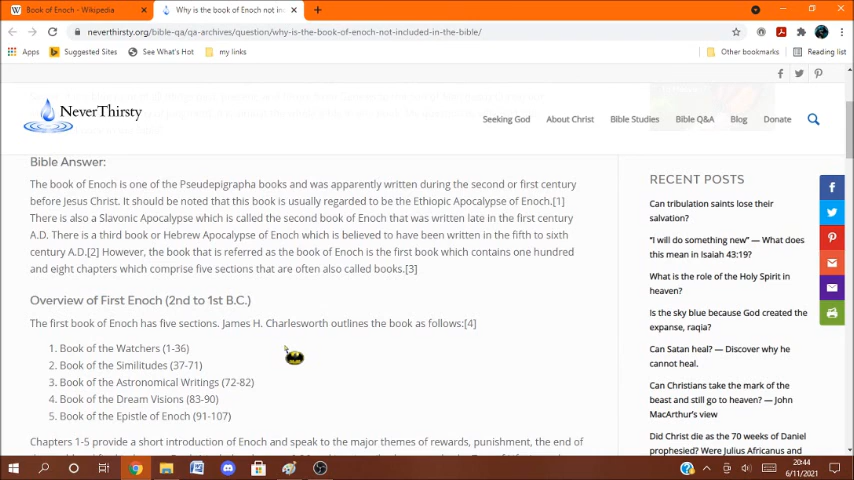 Book of Enoch - Wikipedia
Why is the book of Enoch not in
neverthirsty.org/bible-qa/qa-archives/question/why-is-the-book-of-enoch-not-included-in-the-bible/
Apps
Suggested Sites
See What's Hot
my links
Other bookmarks
Reading list
NeverThirsty
Seeking God
About Christ
Bible Studies
Bible Q&A
Blog
Donate
Bible Answer:
The book of Enoch is one of the Pseudepigrapha books and was apparently written during the second or first century
before Jesus Christ. It should be noted that this book is usually regarded to be the Ethiopic Apocalypse of Enoch.[1]
There is also a Slavonic Apocalypse which is called the second book of Enoch that was written late in the first century
A.D. There is a third book or Hebrew Apocalypse of Enoch which is believed to have been written in the fifth to sixth
century A.D.[2] However, the book that is referred as the book of Enoch is the first book which contains one hundred
and eight chapters which comprise five sections that are often also called books.[3]
Overview of First Enoch (2nd to 1st B.C.)
The first book of Enoch has five sections. James H. Charlesworth outlines the book as follows:[4]
1. Book of the Watchers (1-36)
2. Book of the Similitudes (37-71)
3. Book of the Astronomical Writings (72-82)
4. Book of the Dream Visions (83-90)
5. Book of the Epistle of Enoch (91-107)
Chapters 1-5 provide a short introduction of Enoch and speak to the major themes of rewards, punishment, the end of
RECENT POSTS
Can tribulation saints lose their
salvation?
“I will do something new” — What does
this mean in Isaiah 43:19?
What is the role of the Holy Spirit in
heaven?
Is the sky blue because God created the
expanse, raqia?
Can Satan heal? — Discover why he
cannot heal.
Can Christians take the mark of the
beast and still go to heaven? — John
MacArthur's view
Did Christ die as the 70 weeks of Daniel
prophesied? Were Julius Africanus and
20:44
6/11/2021